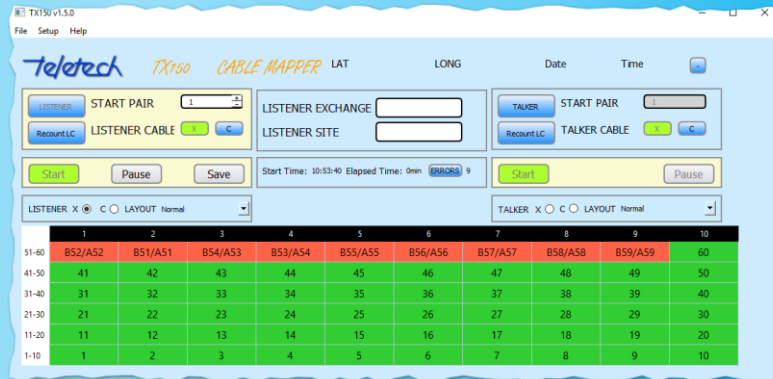 TX150 v1.5.0
File Setup Help
Teletech TX150 CABLE MAPPER LAT LONG Date Time -
LISTENER START PAIR 1 LISTENER EXCHANGE TALKER START PAIR 1
Recount LC LISTENER CABLE X C LISTENER SITE Recount LC TALKER CABLE X C
Start Pause Save Start Time: 10:53:40 Elapsed Time: 0min ERRORS 9 Start Pause
LISTENER X C LAYOUT Normal TALKER X C LAYOUT Normal
1 2 3 4 5 6 7 8 9 10
51-60 B52/A52 B51/A51 B54/A53 B53/A54 B55/A55 B56/A56 B57/A57 B58/A58 B59/A59 60
41-50 41 42 43 44 45 46 47 48 49 50
31-40 31 32 33 34 35 36 37 38 39 40
21-30 21 22 23 24 25 26 27 28 29 30
11-20 11 12 13 14 15 16 17 18 19 20
1-10 1 2 3 4 5 6 7 8 9 10